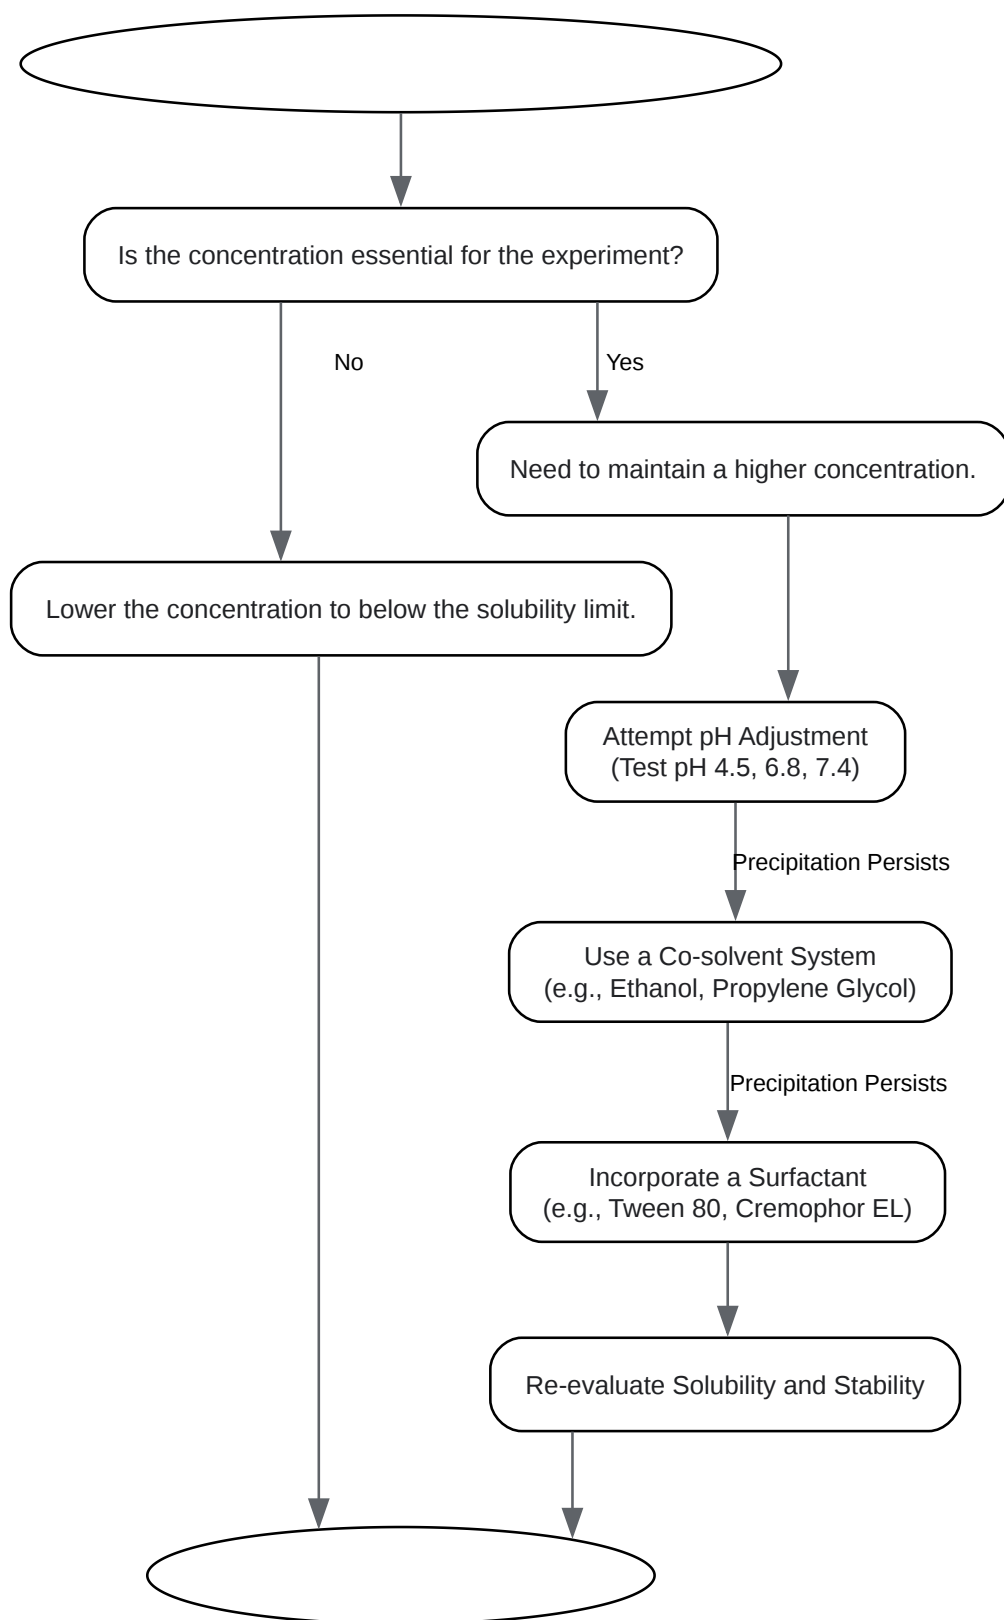 Is the concentration essential for the experiment?
No
Yes
Need to maintain a higher concentration.
Lower the concentration to below the solubility limit.
Attempt pH Adjustment
(Test pH 4.5, 6.8, 7.4)
Precipitation Persists
Use a Co-solvent System
(e.g., Ethanol, Propylene Glycol)
Precipitation Persists
Incorporate a Surfactant
(e.g., Tween 80, Cremophor EL)
Re-evaluate Solubility and Stability